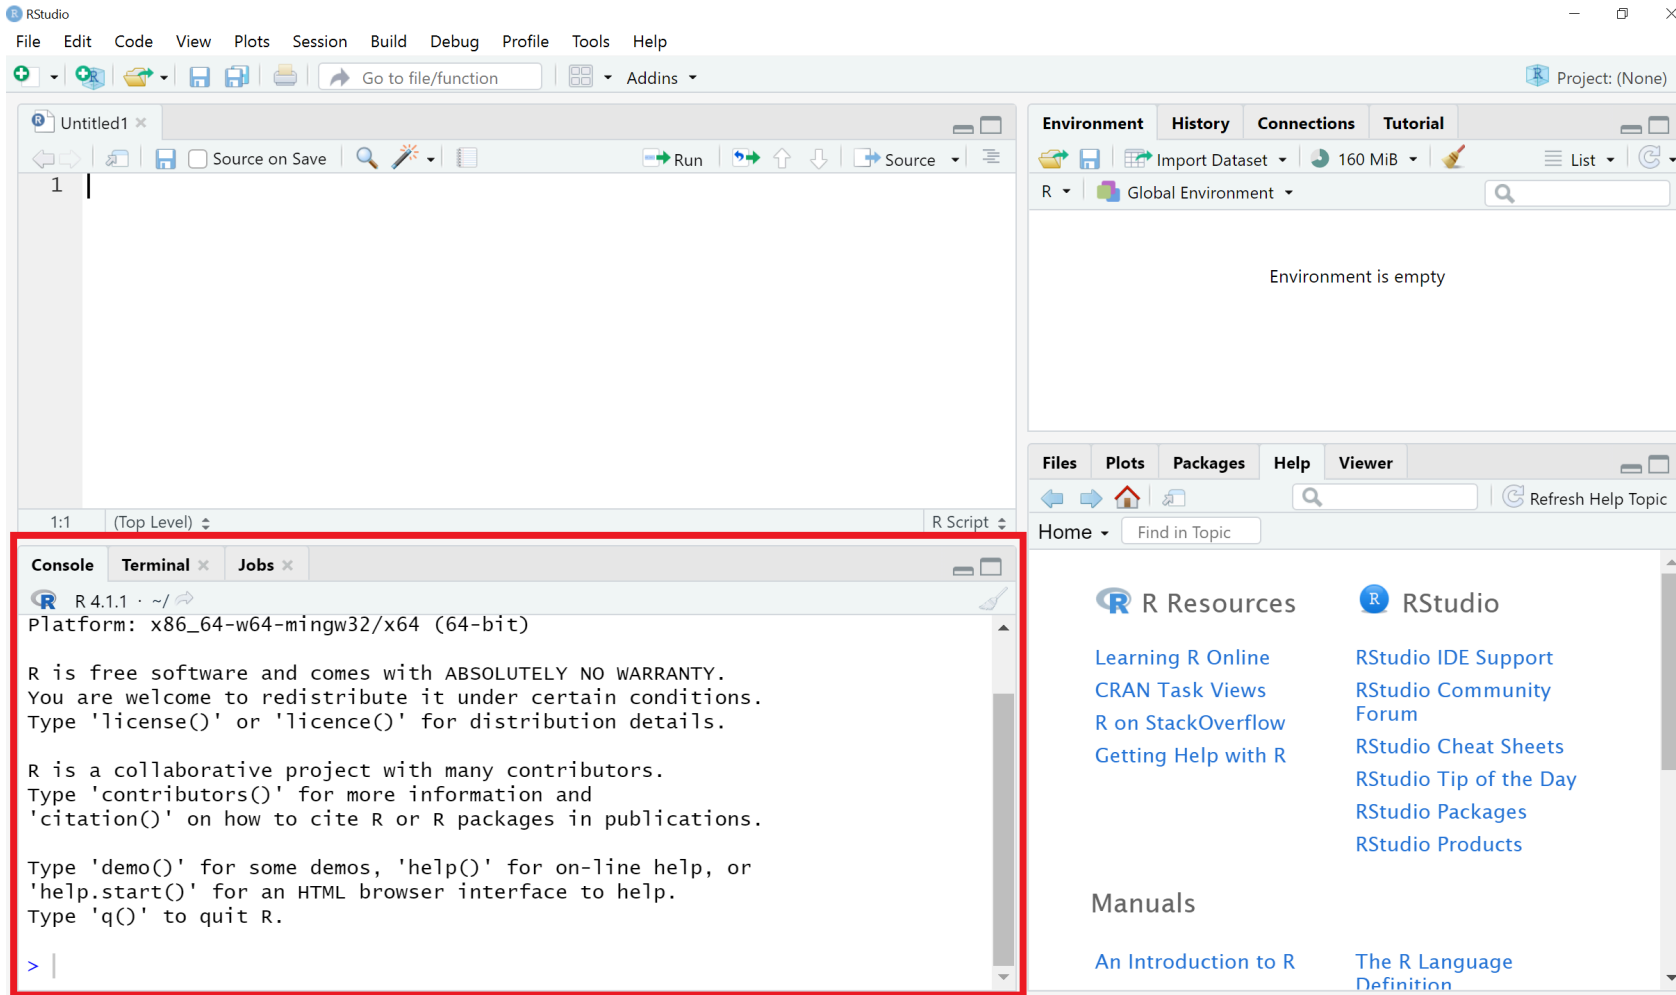 RStudio
File Edit Code View Plots Session Build Debug Profile Tools Help
Go to file/function Addins Project: (None)
Untitled1
Source on Save Run Source
1
1:1 (Top Level) R Script
Console Terminal Jobs
R 4.1.1 · ~/
Platform: x86_64-w64-mingw32/x64 (64-bit)
R is free software and comes with ABSOLUTELY NO WARRANTY.
You are welcome to redistribute it under certain conditions.
Type 'license()' or 'licence()' for distribution details.
R is a collaborative project with many contributors.
Type 'contributors()' for more information and
'citation()' on how to cite R or R packages in publications.
Type 'demo()' for some demos, 'help()' for on-line help, or
'help.start()' for an HTML browser interface to help.
Type 'q()' to quit R.
>
Environment History Connections Tutorial
Import Dataset 160 MiB List
R Global Environment
Environment is empty
Files Plots Packages Help Viewer
Refresh Help Topic
Home Find in Topic
R Resources
Learning R Online
CRAN Task Views
R on StackOverflow
Getting Help with R
RStudio
RStudio IDE Support
RStudio Community
Forum
RStudio Cheat Sheets
RStudio Tip of the Day
RStudio Packages
RStudio Products
Manuals
An Introduction to R
The R Language
Definition